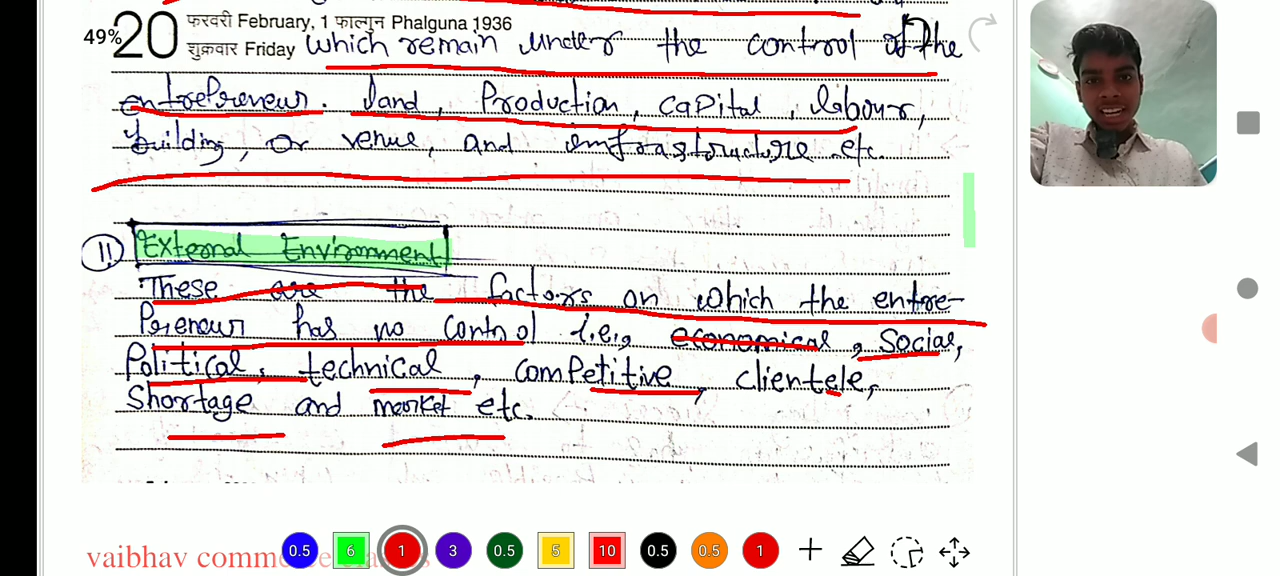 49% 20 फरवरी February, 1 फाल्गुन Phalguna 1936
शुक्रवार Friday which remain under the control of the
entrePreneur. land, Production, capital, labour,
building, or venue, and imfrastructure etc.
11 External Environment
These are the factors on which the entre-
Preneur has no control i.e, economical, Social,
Political, technical, competitive, clientele,
Shortage and market etc.
vaibhav comme
0.5 6 1 3 0.5 5 10 0.5 0.5 1